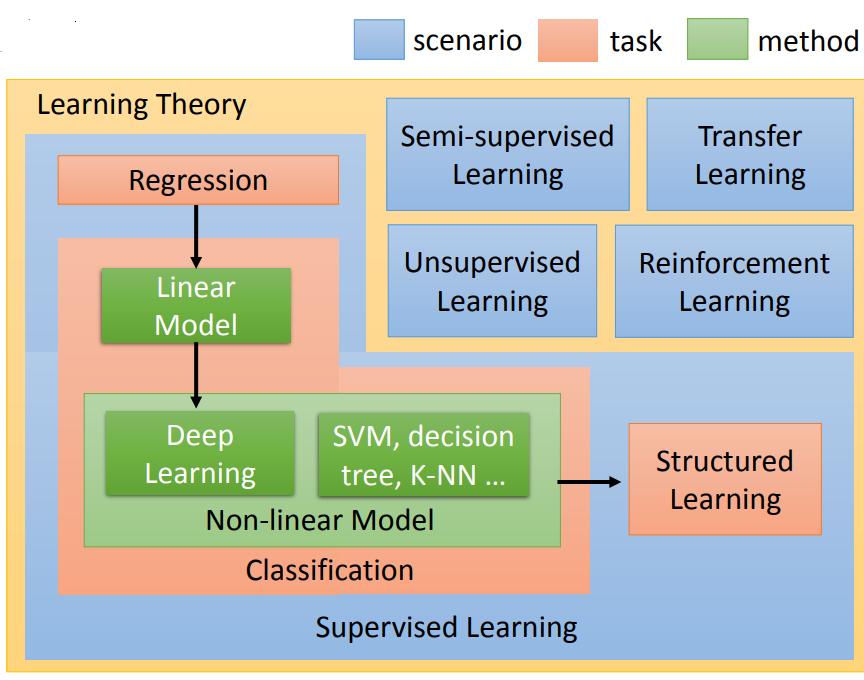 scenario
task
method
Learning Theory
Regression
Linear
Model
Deep
Learning
SVM, decision
tree, K-NN ...
Non-linear Model
Classification
Supervised Learning
Structured
Learning
Semi-supervised
Learning
Transfer
Learning
Unsupervised
Learning
Reinforcement
Learning